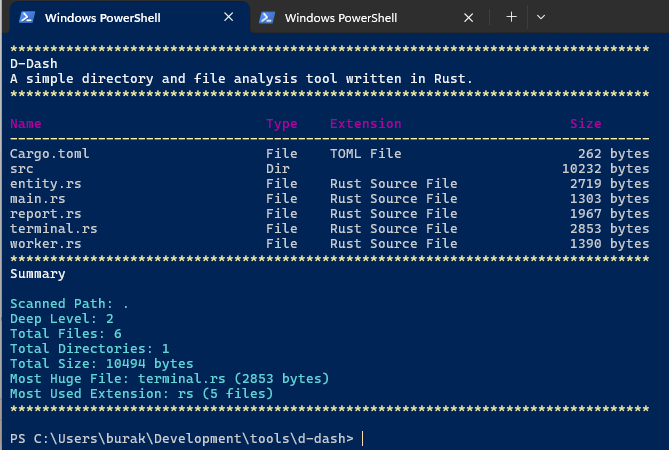 Windows PowerShell Windows PowerShell
********************************************************************************
D-Dash
A simple directory and file analysis tool written in Rust.
********************************************************************************
Name Type Extension Size
--------------------------------------------------------------------------------
Cargo.toml File TOML File 262 bytes
src Dir 10232 bytes
entity.rs File Rust Source File 2719 bytes
main.rs File Rust Source File 1303 bytes
report.rs File Rust Source File 1967 bytes
terminal.rs File Rust Source File 2853 bytes
worker.rs File Rust Source File 1390 bytes
********************************************************************************
Summary
Scanned Path: .
Deep Level: 2
Total Files: 6
Total Directories: 1
Total Size: 10494 bytes
Most Huge File: terminal.rs (2853 bytes)
Most Used Extension: rs (5 files)
********************************************************************************
PS C:\Users\burak\Development\tools\d-dash>